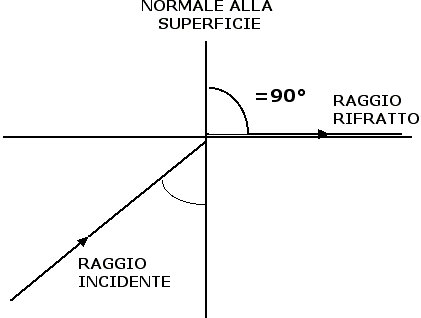 NORMALE ALLA
SUPERFICIE
=90°
RAGGIO
RIFRATTO
RAGGIO
INCIDENTE